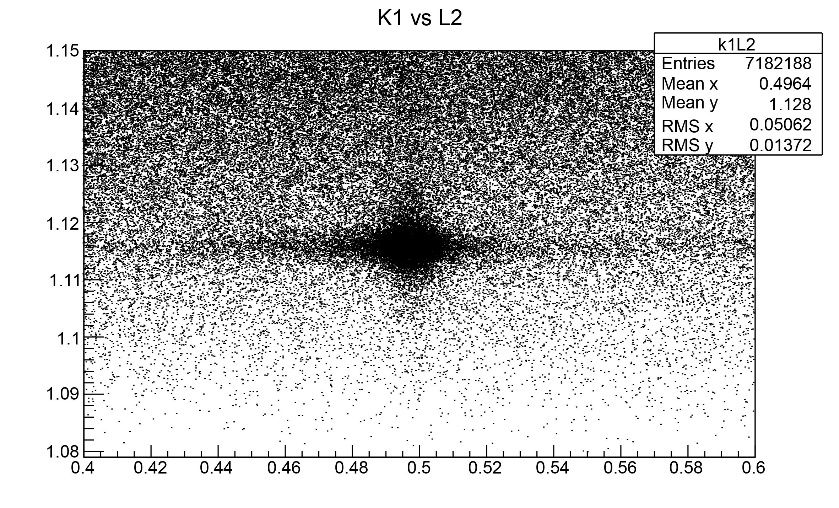 K1 vs L2
k1L2
Entries 7182188
Mean x 0.4964
Mean y 1.128
RMS x 0.05062
RMS y 0.01372
1.15
1.14
1.13
1.12
1.11
1.1
1.09
1.08
0.4 0.42 0.44 0.46 0.48 0.5 0.52 0.54 0.56 0.58 0.6